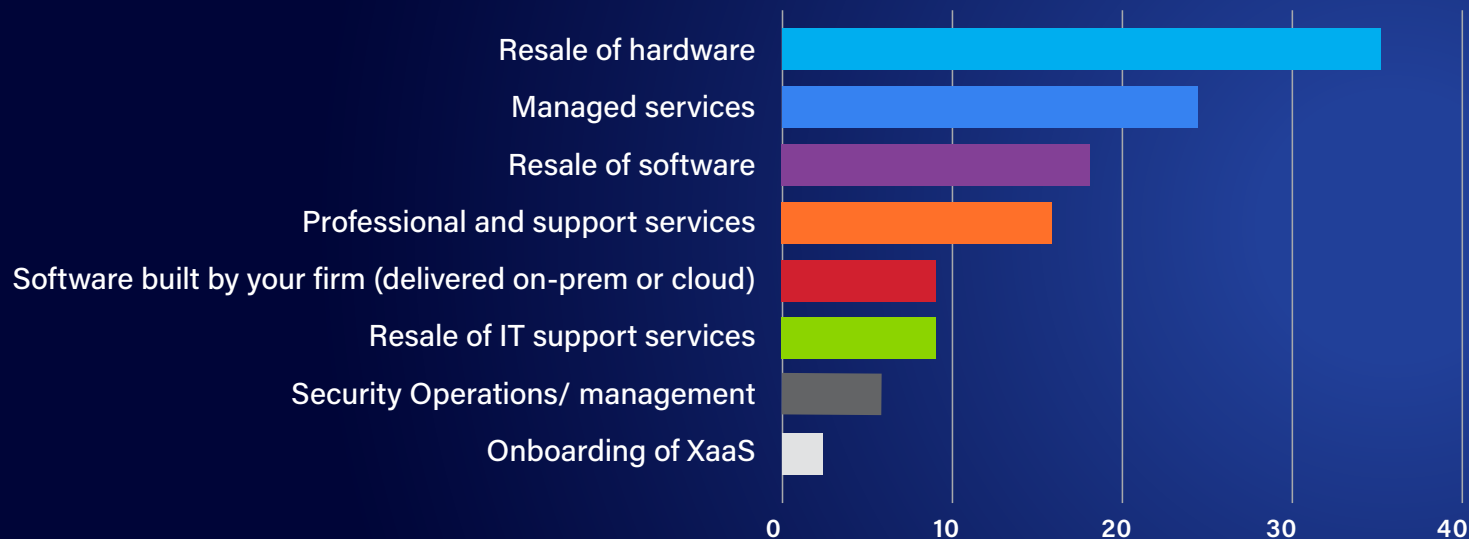 Resale of hardware
Managed services
Resale of software
Professional and support services
Software built by your firm (delivered on-prem or cloud)
Resale of IT support services
Security Operations/ management
Onboarding of XaaS
0 10 20 30 40